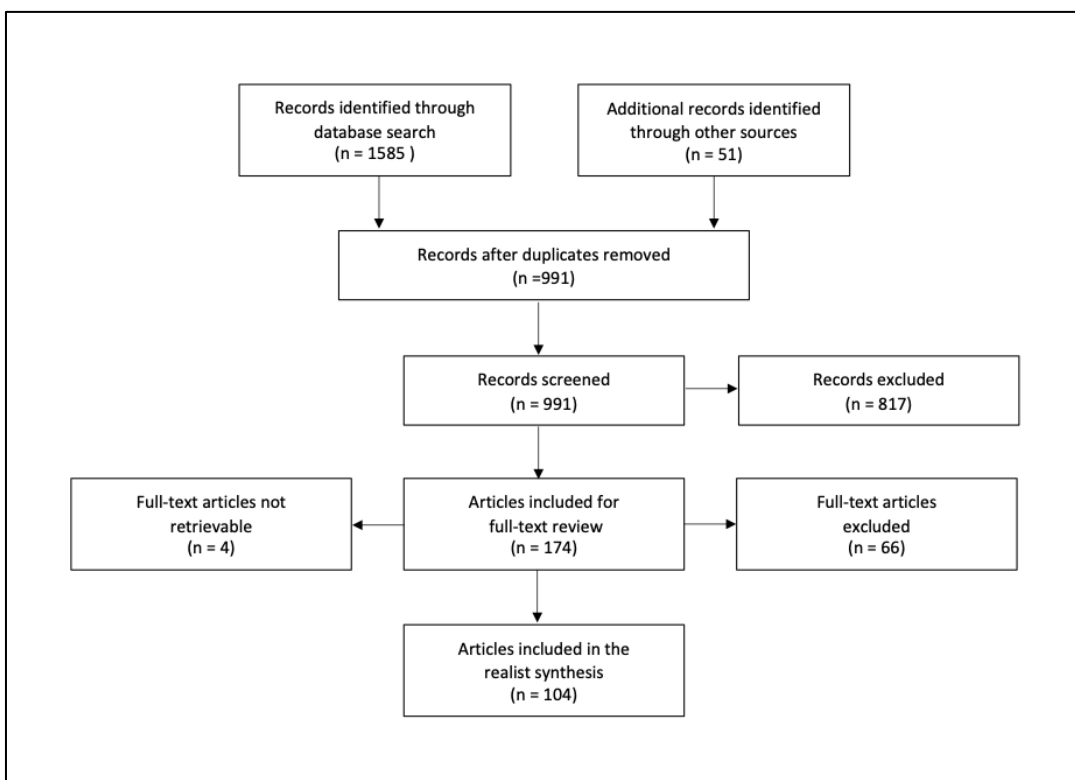 Records identified through
database search
(n = 1585 )
Additional records identified
through other sources
(n = 51)
Records after duplicates removed
(n =991)
Records screened
(n = 991)
Records excluded
(n = 817)
Full-text articles not
retrievable
(n = 4)
Articles included for
full-text review
(n = 174)
Full-text articles
excluded
(n = 66)
Articles included in the
realist synthesis
(n = 104)